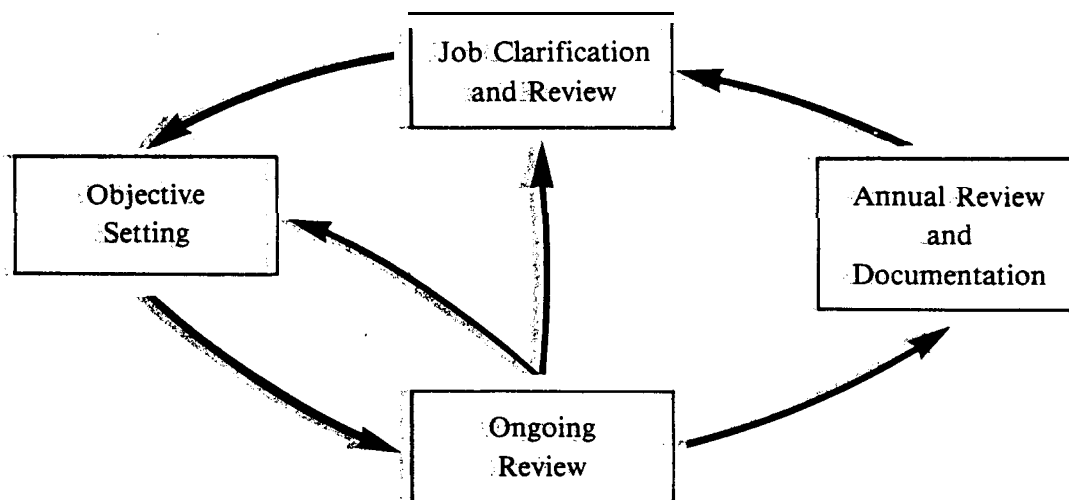 Job Clarification
and Review
Objective
Setting
Annual Review
and
Documentation
Ongoing
Review